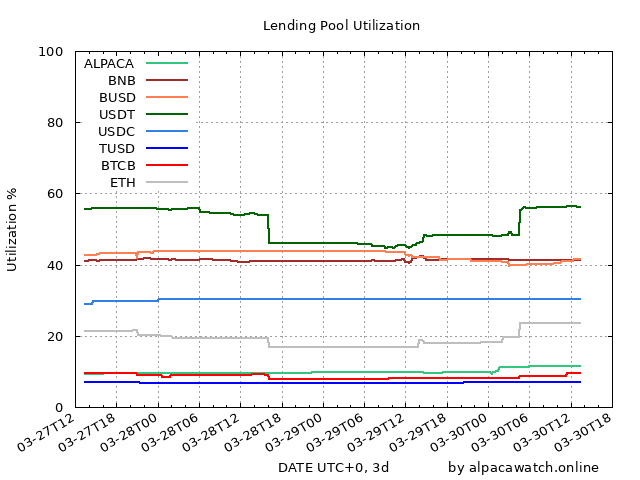 Lending Pool Utilization
Utilization %
100
80
60
40
20
0
ALPACA
BNB
BUSD
USDT
USDC
TUSD
BTCB
ETH
03-27T12
03-27T18
03-28T00
03-28T06
03-28T12
03-28T18
03-29T00
03-29T06
03-29T12
03-29T18
03-30T00
03-30T06
03-30T12
03-30T18
DATE UTC+0, 3d
by alpacawatch.online